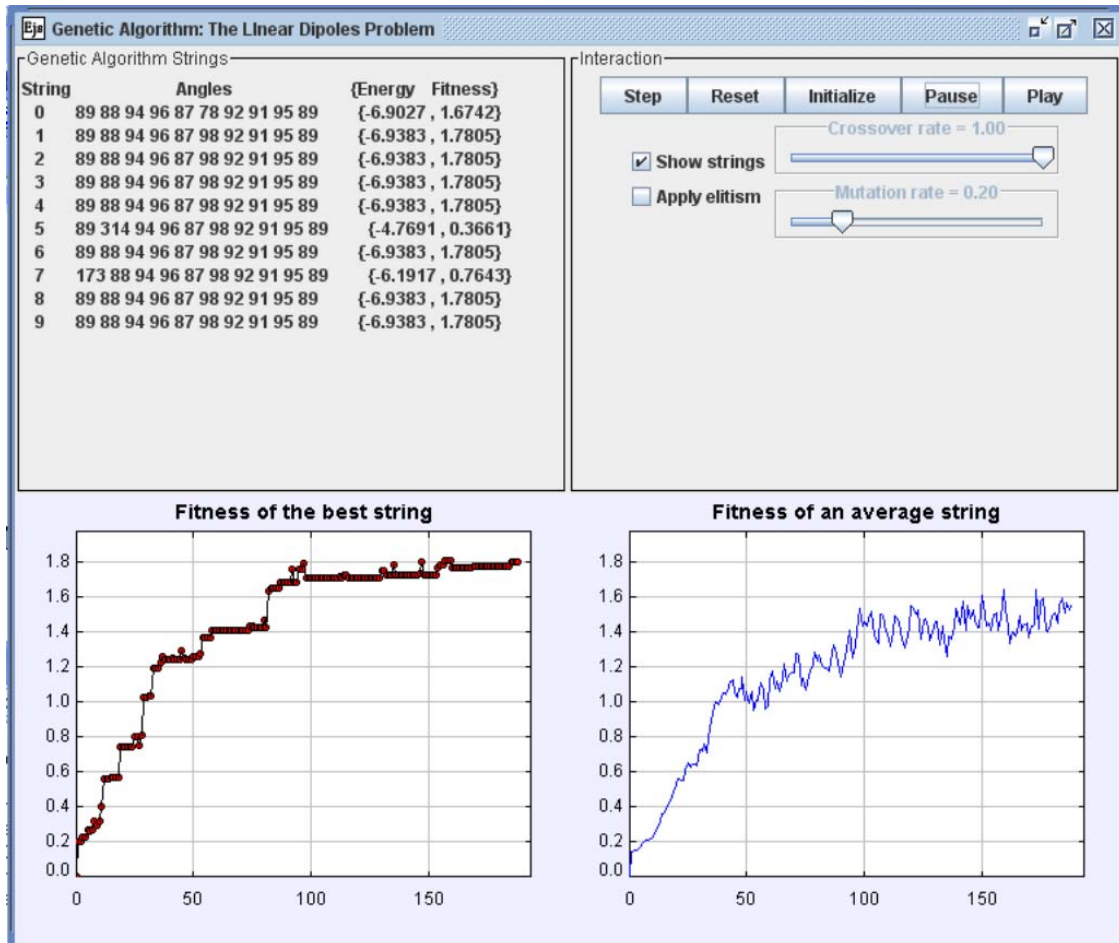 Ejs Genetic Algorithm: The LInear Dipoles Problem
Genetic Algorithm Strings
String Angles {Energy Fitness}
0 89 88 94 96 87 78 92 91 95 89 {-6.9027 , 1.6742}
1 89 88 94 96 87 98 92 91 95 89 {-6.9383 , 1.7805}
2 89 88 94 96 87 98 92 91 95 89 {-6.9383 , 1.7805}
3 89 88 94 96 87 98 92 91 95 89 {-6.9383 , 1.7805}
4 89 88 94 96 87 98 92 91 95 89 {-6.9383 , 1.7805}
5 89 314 94 96 87 98 92 91 95 89 {-4.7691 , 0.3661}
6 89 88 94 96 87 98 92 91 95 89 {-6.9383 , 1.7805}
7 173 88 94 96 87 98 92 91 95 89 {-6.1917 , 0.7643}
8 89 88 94 96 87 98 92 91 95 89 {-6.9383 , 1.7805}
9 89 88 94 96 87 98 92 91 95 89 {-6.9383 , 1.7805}
Interaction
Step Reset Initialize Pause Play
Crossover rate = 1.00
Show strings
Mutation rate = 0.20
Apply elitism
Fitness of the best string
1.8
1.6
1.4
1.2
1.0
0.8
0.6
0.4
0.2
0.0
0 50 100 150
Fitness of an average string
1.8
1.6
1.4
1.2
1.0
0.8
0.6
0.4
0.2
0.0
0 50 100 150